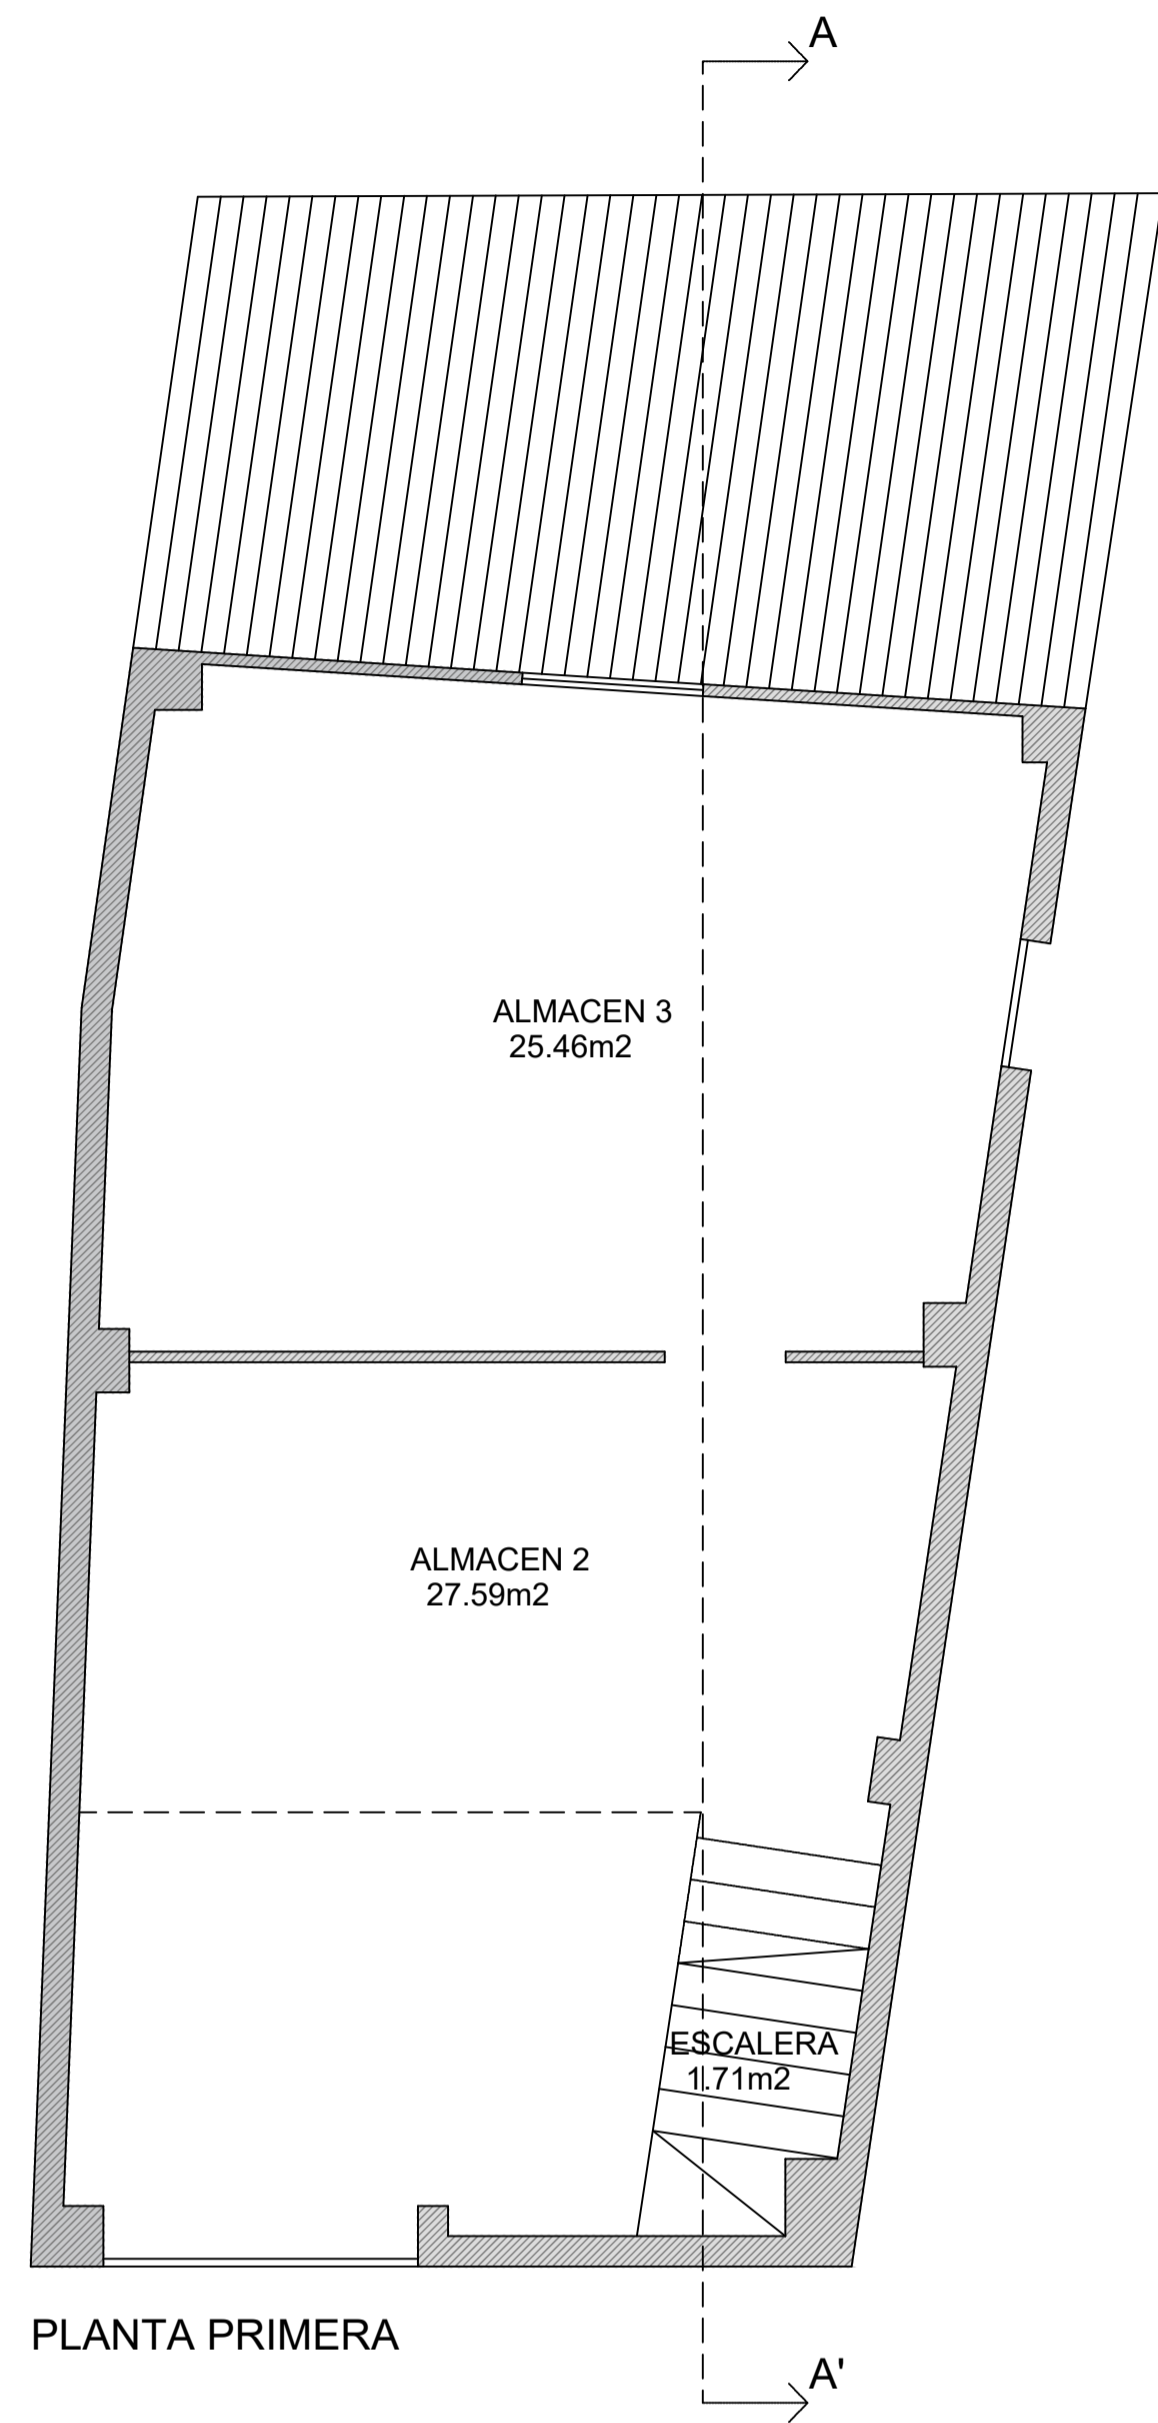 A
ALMACEN 3
25.46m2
ALMACEN 2
27.59m2
ESCALERA
1.71m2
PLANTA PRIMERA
A'